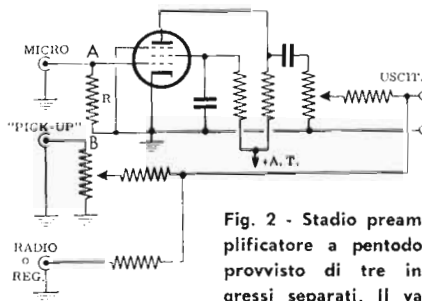 MICRO
A
R
B
"PICK-UP"
USCIT.
+A. T.
RADIO
O
REG.
Fig. 2 - Stadio pream
plificatore a pentodo
provvisto di tre in
gressi separati. Il va